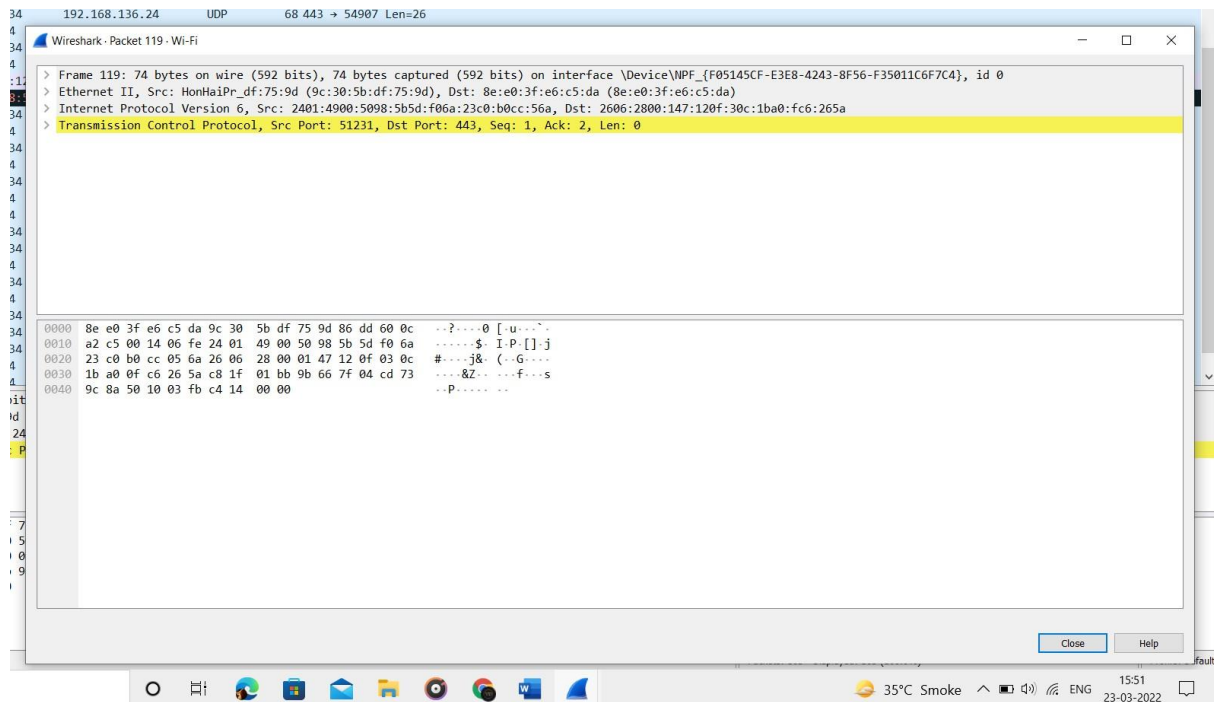 34 192.168.136.24 UDP 68 443 → 54907 Len=26
Wireshark · Packet 119 · Wi-Fi
> Frame 119: 74 bytes on wire (592 bits), 74 bytes captured (592 bits) on interface \Device\NPF_{F05145CF-E3E8-4243-8F56-F35011C6F7C4}, id 0
> Ethernet II, Src: HonHaiPr_df:75:9d (9c:30:5b:df:75:9d), Dst: 8e:e0:3f:e6:c5:da (8e:e0:3f:e6:c5:da)
> Internet Protocol Version 6, Src: 2401:4900:5098:5b5d:f06a:23c0:b0cc:56a, Dst: 2606:2800:147:120f:30c:1ba0:fc6:265a
> Transmission Control Protocol, Src Port: 51231, Dst Port: 443, Seq: 1, Ack: 2, Len: 0
0000 8e e0 3f e6 c5 da 9c 30 5b df 75 9d 86 dd 60 0c ··?····0 [·u···`·
0010 a2 c5 00 14 06 fe 24 01 49 00 50 98 5b 5d f0 6a ······$· I·P·[]·j
0020 23 c0 b0 cc 05 6a 26 06 28 00 01 47 12 0f 03 0c #····j&· (··G····
0030 1b a0 0f c6 26 5a c8 1f 01 bb 9b 66 7f 04 cd 73 ····&Z·· ···f···s
0040 9c 8a 50 10 03 fb c4 14 00 00 ··P····· ··
Close Help
35°C Smoke ENG 15:51
23-03-2022